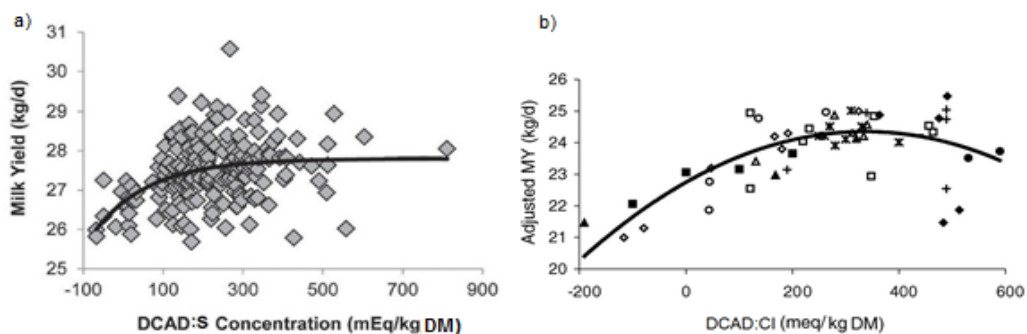 a)
31
30
29
28
27
26
25
Milk Yield (kg/d)
-100 100 300 500 700 900
DCAD:S Concentration (mEq/kg DM)
b)
26
25
24
23
22
21
20
Adjusted MY (kg/d)
-200 0 200 400 600
DCAD:Cl (meq/kg DM)